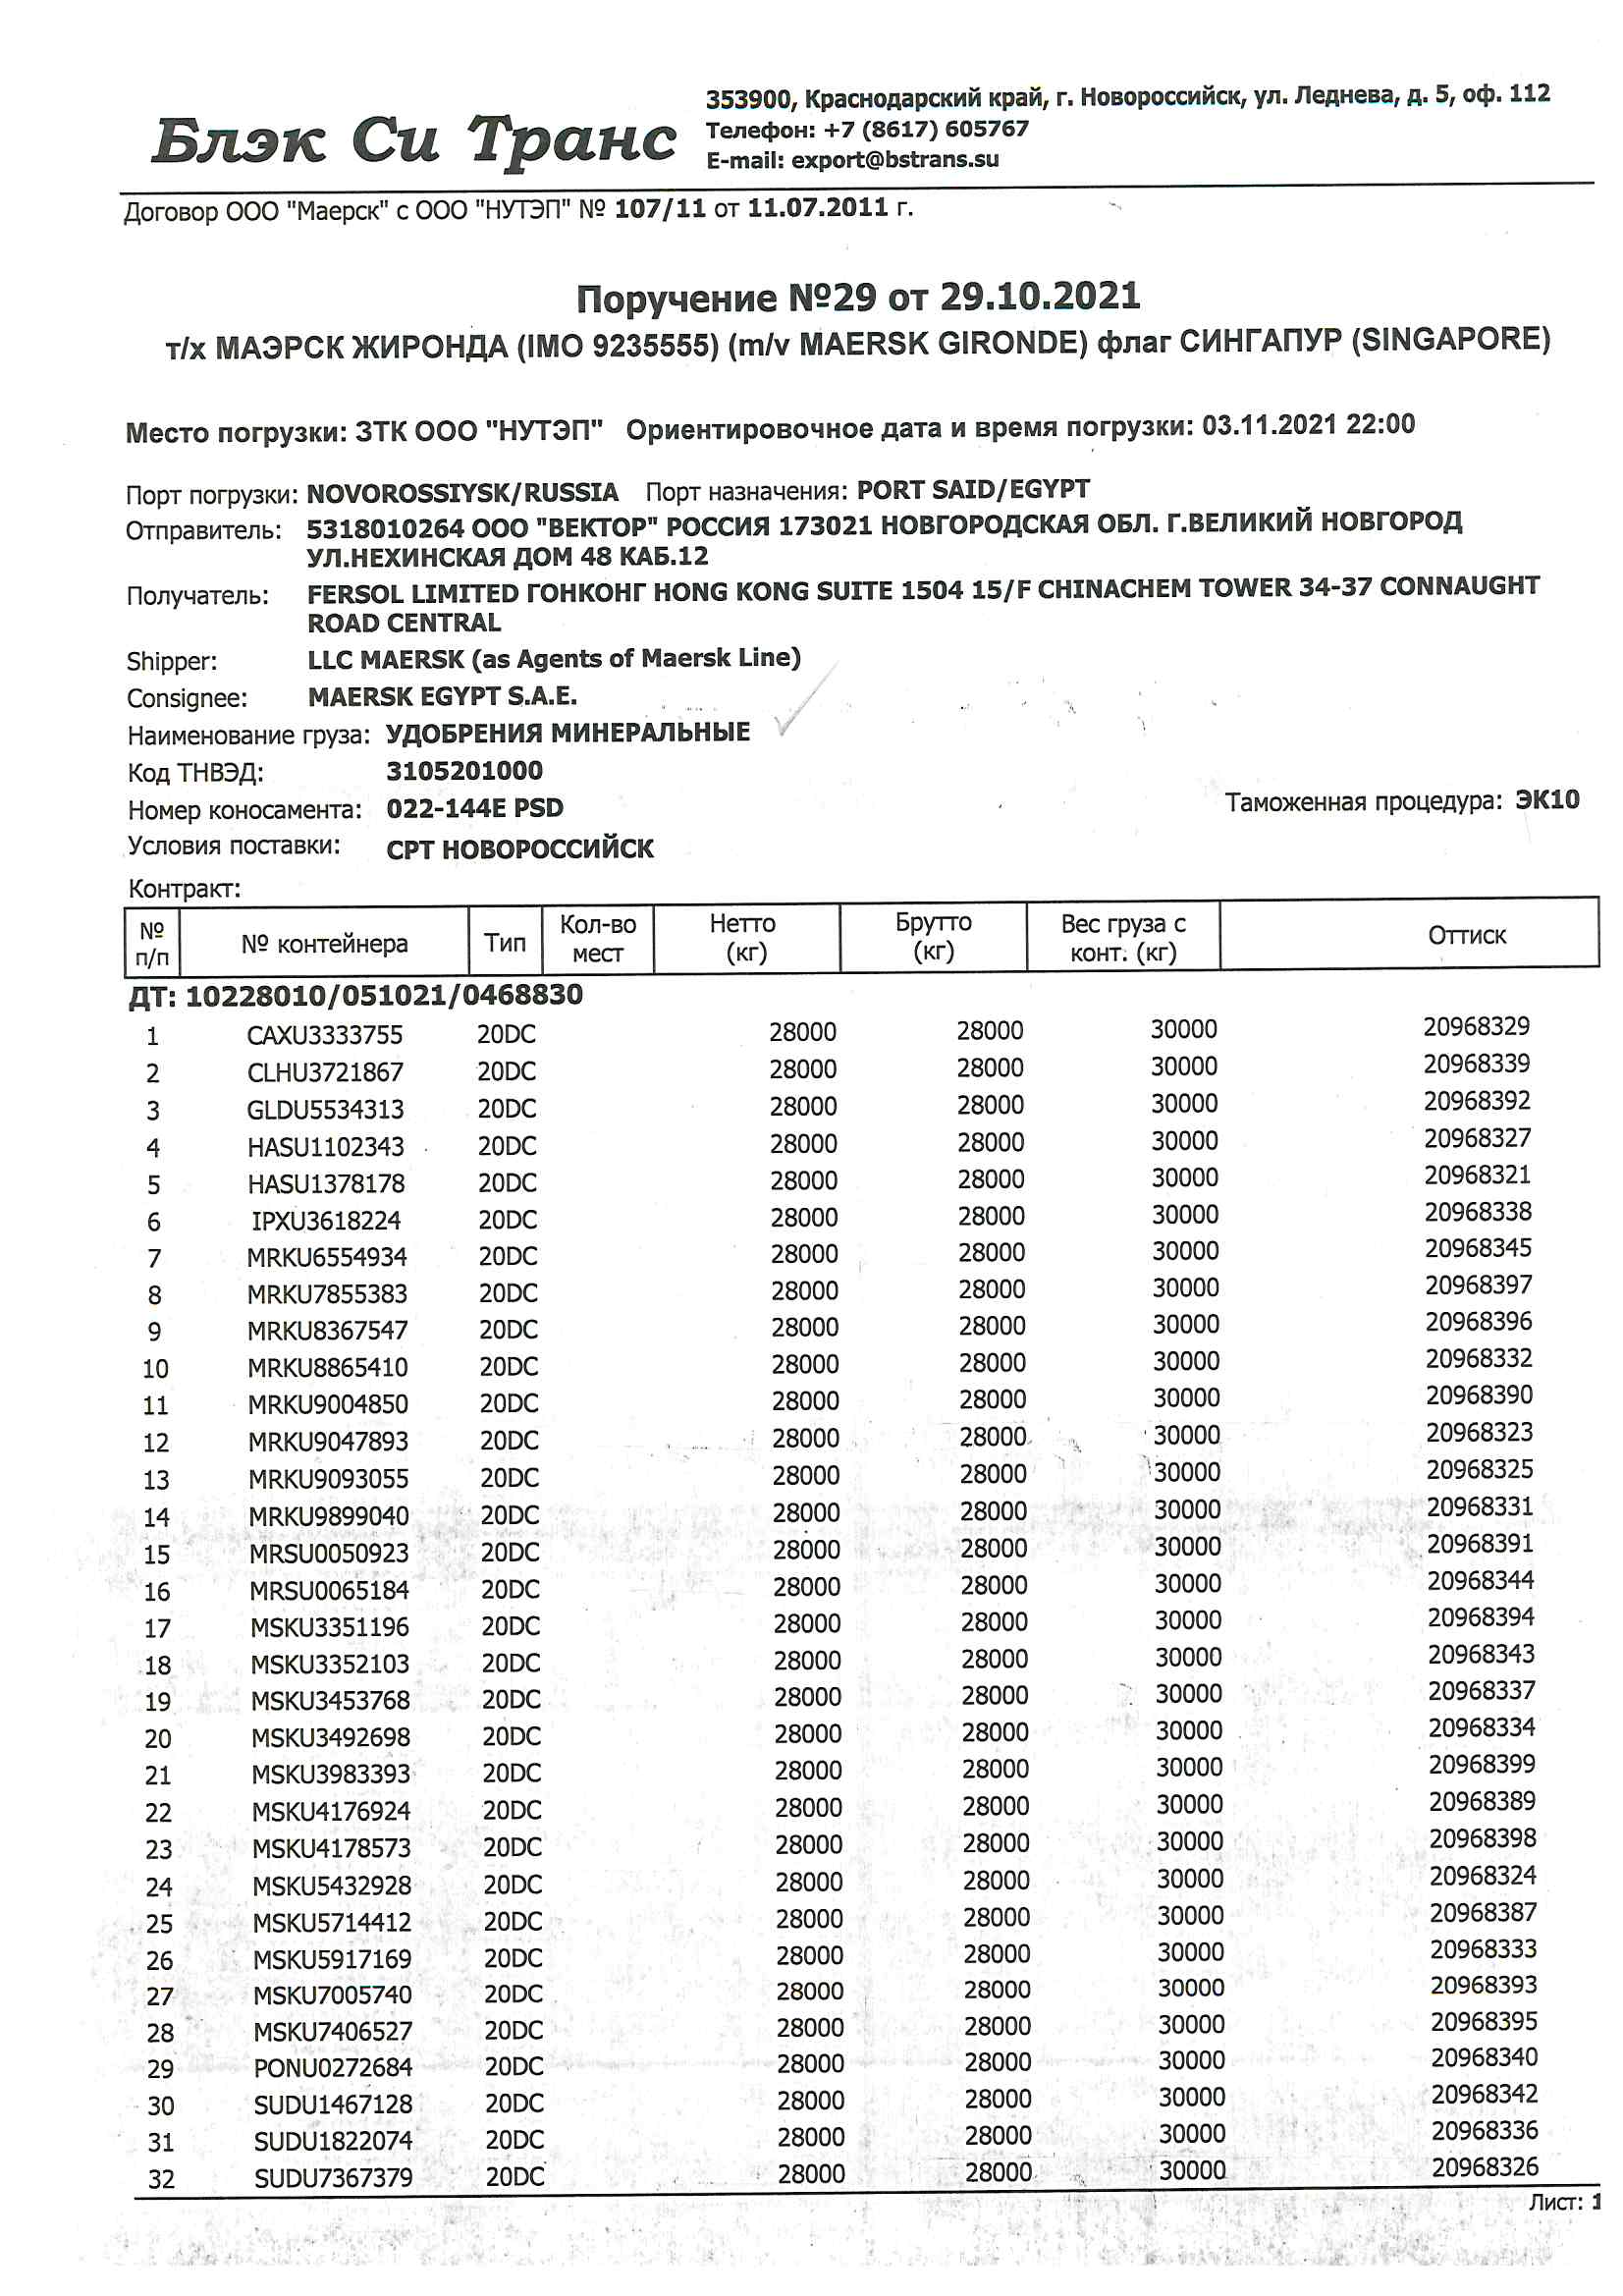 Блэк Си Транс
353900, Краснодарский край, г. Новороссийск, ул. Леднева, д. 5, оф. 112
Телефон: +7 (8617) 605767
E-mail: export@bstrans.su
Договор ООО "Маерск" с ООО "НУТЭП" № 107/11 от 11.07.2011 г.
Поручение №29 от 29.10.2021
т/х МАЭРСК ЖИРОНДА (IMO 9235555) (m/v MAERSK GIRONDE) флаг СИНГАПУР (SINGAPORE)
Место погрузки: ЗТК ООО "НУТЭП" Ориентировочное дата и время погрузки: 03.11.2021 22:00
Порт погрузки: NOVOROSSIYSK/RUSSIA Порт назначения: PORT SAID/EGYPT
Отправитель: 5318010264 ООО "ВЕКТОР" РОССИЯ 173021 НОВГОРОДСКАЯ ОБЛ. Г.ВЕЛИКИЙ НОВГОРОД
УЛ.НЕХИНСКАЯ ДОМ 48 КАБ.12
Получатель: FERSOL LIMITED ГОНКОНГ HONG KONG SUITE 1504 15/F CHINACHEM TOWER 34-37 CONNAUGHT
ROAD CENTRAL
Shipper: LLC MAERSK (as Agents of Maersk Line)
Consignee: MAERSK EGYPT S.A.E.
Наименование груза: УДОБРЕНИЯ МИНЕРАЛЬНЫЕ
Код ТНВЭД: 3105201000
Номер коносамента: 022-144E PSD Таможенная процедура: ЭК10
Условия поставки: CPT НОВОРОССИЙСК
Контракт:
№ п/п № контейнера Тип Кол-во мест Нетто (кг) Брутто (кг) Вес груза с конт. (кг) Оттиск
ДТ: 10228010/051021/0468830
1 CAXU3333755 20DC 28000 28000 30000 20968329
2 CLHU3721867 20DC 28000 28000 30000 20968339
3 GLDU5534313 20DC 28000 28000 30000 20968392
4 HASU1102343 20DC 28000 28000 30000 20968327
5 HASU1378178 20DC 28000 28000 30000 20968321
6 IPXU3618224 20DC 28000 28000 30000 20968338
7 MRKU6554934 20DC 28000 28000 30000 20968345
8 MRKU7855383 20DC 28000 28000 30000 20968397
9 MRKU8367547 20DC 28000 28000 30000 20968396
10 MRKU8865410 20DC 28000 28000 30000 20968332
11 MRKU9004850 20DC 28000 28000 30000 20968390
12 MRKU9047893 20DC 28000 28000 30000 20968323
13 MRKU9093055 20DC 28000 28000 30000 20968325
14 MRKU9899040 20DC 28000 28000 30000 20968331
15 MRSU0050923 20DC 28000 28000 30000 20968391
16 MRSU0065184 20DC 28000 28000 30000 20968344
17 MSKU3351196 20DC 28000 28000 30000 20968394
18 MSKU3352103 20DC 28000 28000 30000 20968343
19 MSKU3453768 20DC 28000 28000 30000 20968337
20 MSKU3492698 20DC 28000 28000 30000 20968334
21 MSKU3983393 20DC 28000 28000 30000 20968399
22 MSKU4176924 20DC 28000 28000 30000 20968389
23 MSKU4178573 20DC 28000 28000 30000 20968398
24 MSKU5432928 20DC 28000 28000 30000 20968324
25 MSKU5714412 20DC 28000 28000 30000 20968387
26 MSKU5917169 20DC 28000 28000 30000 20968333
27 MSKU7005740 20DC 28000 28000 30000 20968393
28 MSKU7406527 20DC 28000 28000 30000 20968395
29 PONU0272684 20DC 28000 28000 30000 20968340
30 SUDU1467128 20DC 28000 28000 30000 20968342
31 SUDU1822074 20DC 28000 28000 30000 20968336
32 SUDU7367379 20DC 28000 28000 30000 20968326
Лист: 1